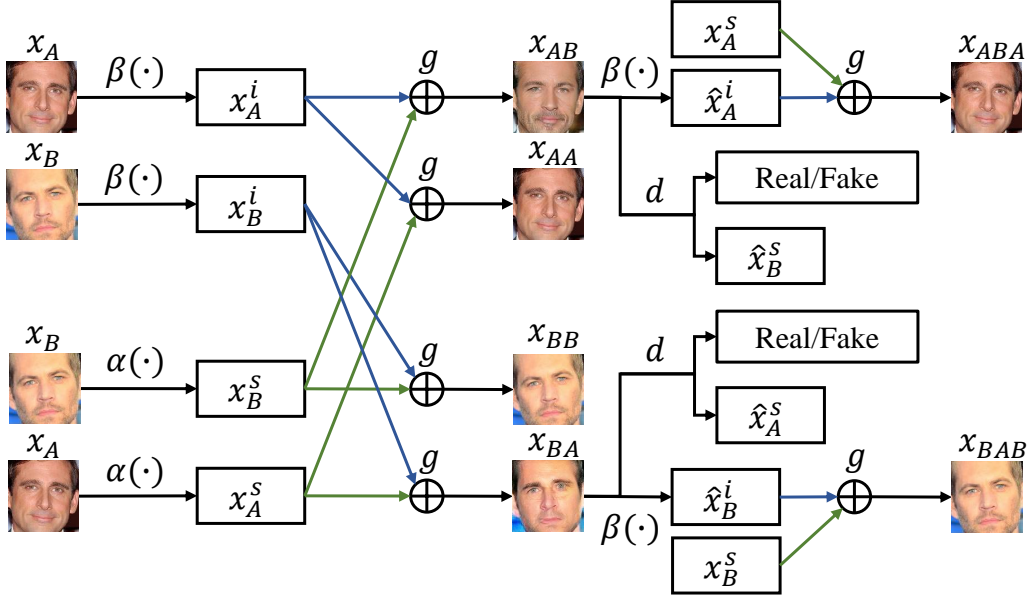 x_A β(·) x_A^i g x_AB β(·) x_A^s x̂_A^i g x_ABA
x_B β(·) x_B^i g x_AA d Real/Fake
x̂_B^s
x_B α(·) x_B^s g x_BB d Real/Fake
x̂_A^s
x_A α(·) x_A^s g x_BA β(·) x̂_B^i g x_BAB
x_B^s